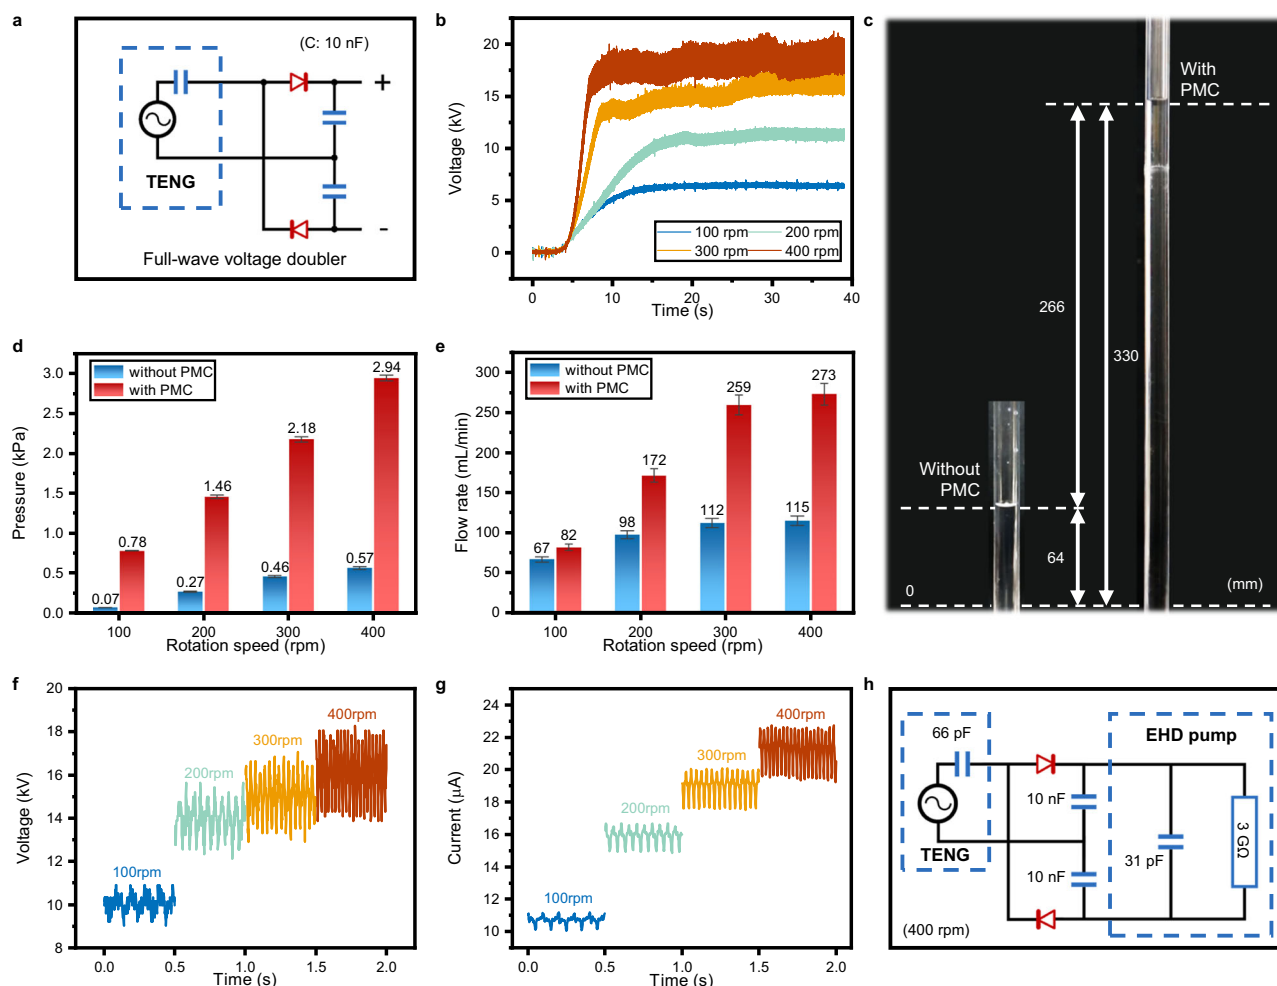 a
(C: 10 nF)
+
TENG
-
Full-wave voltage doubler
b
Voltage (kV)
20
15
10
5
0
100 rpm
200 rpm
300 rpm
400 rpm
0
10
20
30
40
Time (s)
c
With
PMC
266
330
Without
PMC
64
0
(mm)
d
without PMC
with PMC
Pressure (kPa)
3.0
2.5
2.0
1.5
1.0
0.5
0.0
0.07
0.78
0.27
1.46
0.46
2.18
0.57
2.94
100
200
300
400
Rotation speed (rpm)
e
without PMC
with PMC
Flow rate (mL/min)
300
250
200
150
100
50
0
67
82
98
172
112
259
115
273
100
200
300
400
Rotation speed (rpm)
f
Voltage (kV)
20
18
16
14
12
10
8
100rpm
200rpm
300rpm
400rpm
0.0
0.5
1.0
1.5
2.0
Time (s)
g
Current (μA)
24
22
20
18
16
14
12
10
100rpm
200rpm
300rpm
400rpm
0.0
0.5
1.0
1.5
2.0
Time (s)
h
66 pF
EHD pump
10 nF
TENG
10 nF
31 pF
3 GΩ
(400 rpm)